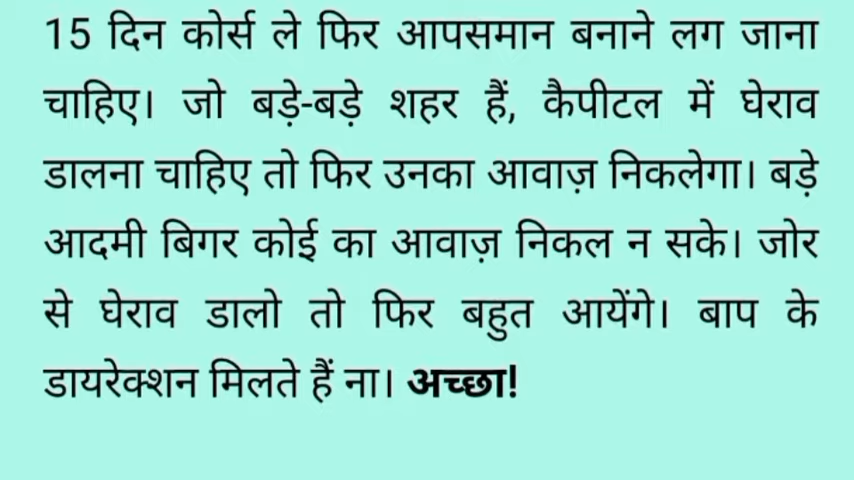 15 दिन कोर्स ले फिर आपसमान बनाने लग जाना
चाहिए। जो बड़े-बड़े शहर हैं, कैपीटल में घेराव
डालना चाहिए तो फिर उनका आवाज़ निकलेगा। बड़े
आदमी बिगर कोई का आवाज़ निकल न सके। जोर
से घेराव डालो तो फिर बहुत आयेंगे। बाप के
डायरेक्शन मिलते हैं ना। अच्छा!